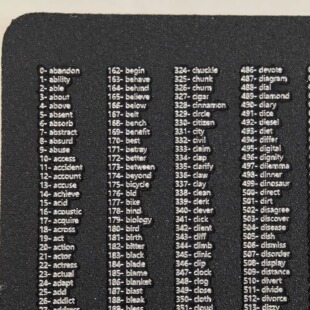 0- abandon
1- ability
2- able
3- about
4- above
5- absent
6- absorb
7- abstract
8- absurd
9- abuse
10- access
11- accident
12- account
13- accuse
14- achieve
15- acid
16- acoustic
17- acquire
18- across
19- act
20- action
21- actor
22- actress
23- actual
24- adapt
25- add
26- addict
162- begin
163- behave
164- behind
165- believe
166- below
167- belt
168- bench
169- benefit
170- best
171- betray
172- better
173- between
174- beyond
175- bicycle
176- bid
177- bike
178- bind
179- biology
180- bird
181- birth
182- bitter
183- black
184- blade
185- blame
186- blanket
187- blast
188- bleak
189- bless
324- chuckle
325- chunk
326- churn
327- cigar
328- cinnamon
329- circle
330- citizen
331- city
332- civil
333- claim
334- clap
335- clarify
336- claw
337- clay
338- clean
339- clerk
340- clever
341- click
342- client
343- cliff
344- climb
345- clinic
346- clip
347- clock
348- clog
349- close
350- cloth
351- cloud
486- devote
487- diagram
488- dial
489- diamond
490- diary
491- dice
492- diesel
493- diet
494- differ
495- digital
496- dignity
497- dilemma
498- dinner
499- dinosaur
500- direct
501- dirt
502- disagree
503- discover
504- disease
505- dish
506- dismiss
507- disorder
508- display
509- distance
510- divert
511- divide
512- divorce
513- dizzy